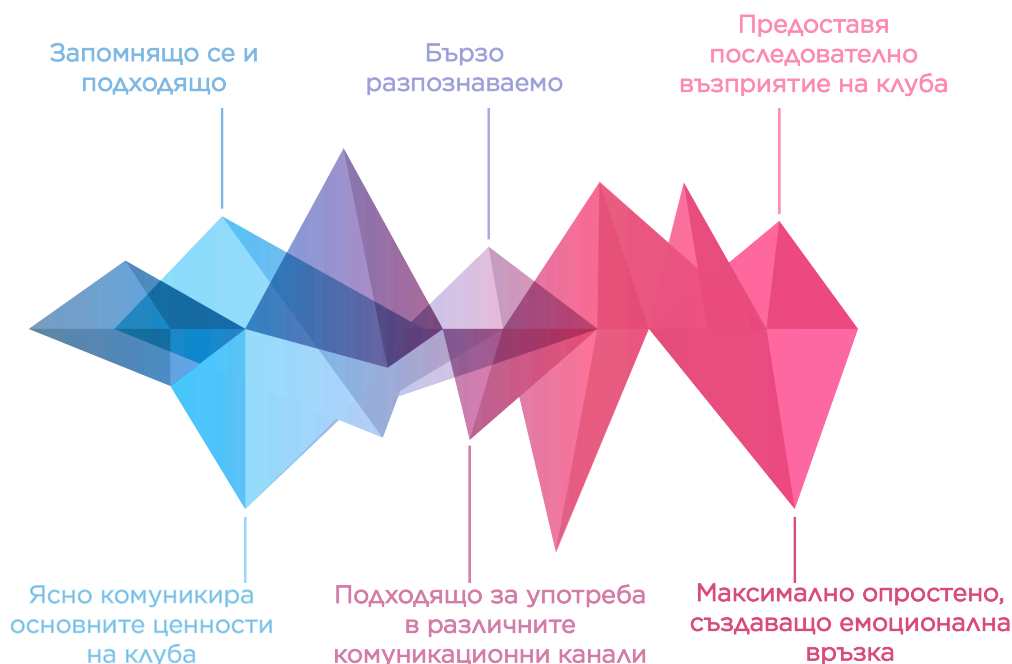 Запомнящо се и
подходящо
Бързо
разпознаваемо
Предоставя
последователно
възприятие на клуба
Ясно комуникира
основните ценности
на клуба
Подходящо за употреба
в различните
комуникационни канали
Максимално опростено,
създаващо емоционална
връзка